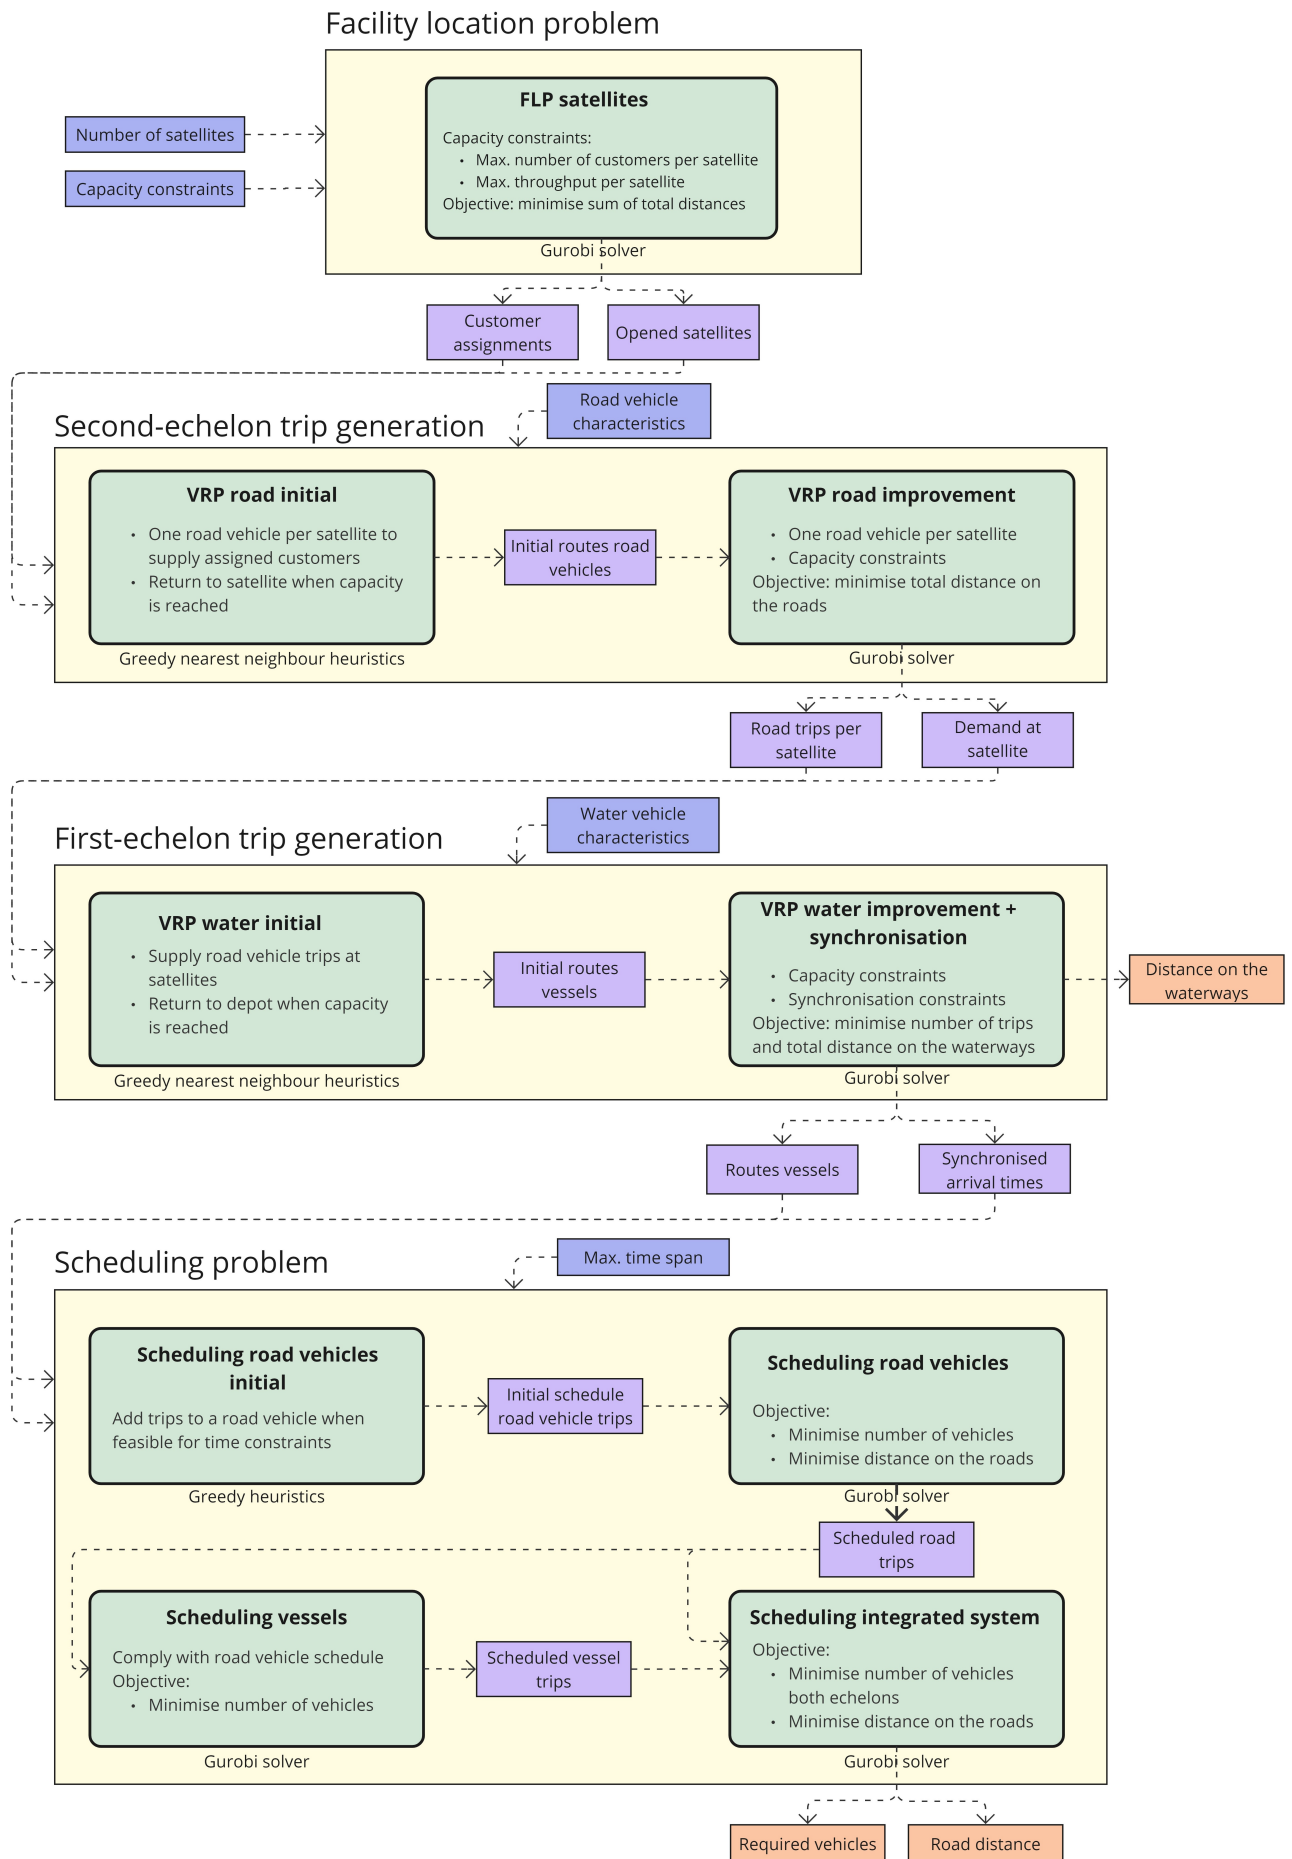 Facility location problem
FLP satellites
Number of satellites
Capacity constraints
Capacity constraints:
• Max. number of customers per satellite
• Max. throughput per satellite
Objective: minimise sum of total distances
Gurobi solver
Customer
assignments
Opened satellites
Road vehicle
characteristics
Second-echelon trip generation
VRP road initial
• One road vehicle per satellite to
supply assigned customers
• Return to satellite when capacity
is reached
Greedy nearest neighbour heuristics
Initial routes road
vehicles
VRP road improvement
• One road vehicle per satellite
• Capacity constraints
Objective: minimise total distance on
the roads
Gurobi solver
Road trips per
satellite
Demand at
satellite
Water vehicle
characteristics
First-echelon trip generation
VRP water initial
• Supply road vehicle trips at
satellites
• Return to depot when capacity
is reached
Greedy nearest neighbour heuristics
Initial routes
vessels
VRP water improvement +
synchronisation
• Capacity constraints
• Synchronisation constraints
Objective: minimise number of trips
and total distance on the waterways
Gurobi solver
Distance on the
waterways
Routes vessels
Synchronised
arrival times
Scheduling problem
Max. time span
Scheduling road vehicles
initial
Add trips to a road vehicle when
feasible for time constraints
Greedy heuristics
Initial schedule
road vehicle trips
Scheduling road vehicles
Objective:
• Minimise number of vehicles
• Minimise distance on the roads
Gurobi solver
Scheduled road
trips
Scheduling vessels
Comply with road vehicle schedule
Objective:
• Minimise number of vehicles
Gurobi solver
Scheduled vessel
trips
Scheduling integrated system
Objective:
• Minimise number of vehicles
both echelons
• Minimise distance on the roads
Gurobi solver
Required vehicles
Road distance